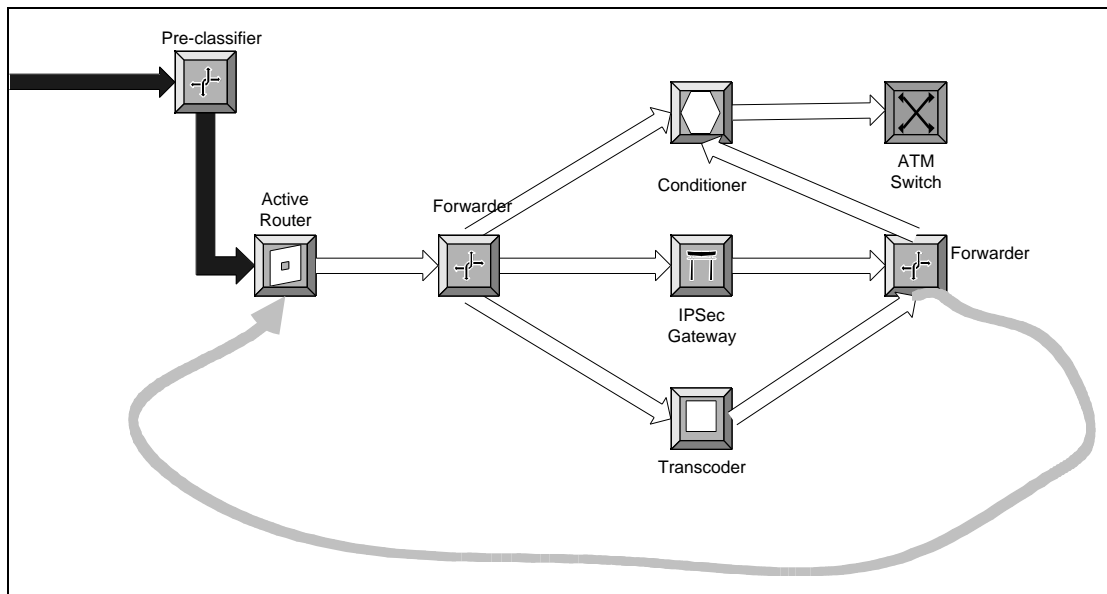 Pre-classifier
Conditioner
ATM
Switch
Active
Router
Forwarder
Forwarder
IPSec
Gateway
Transcoder